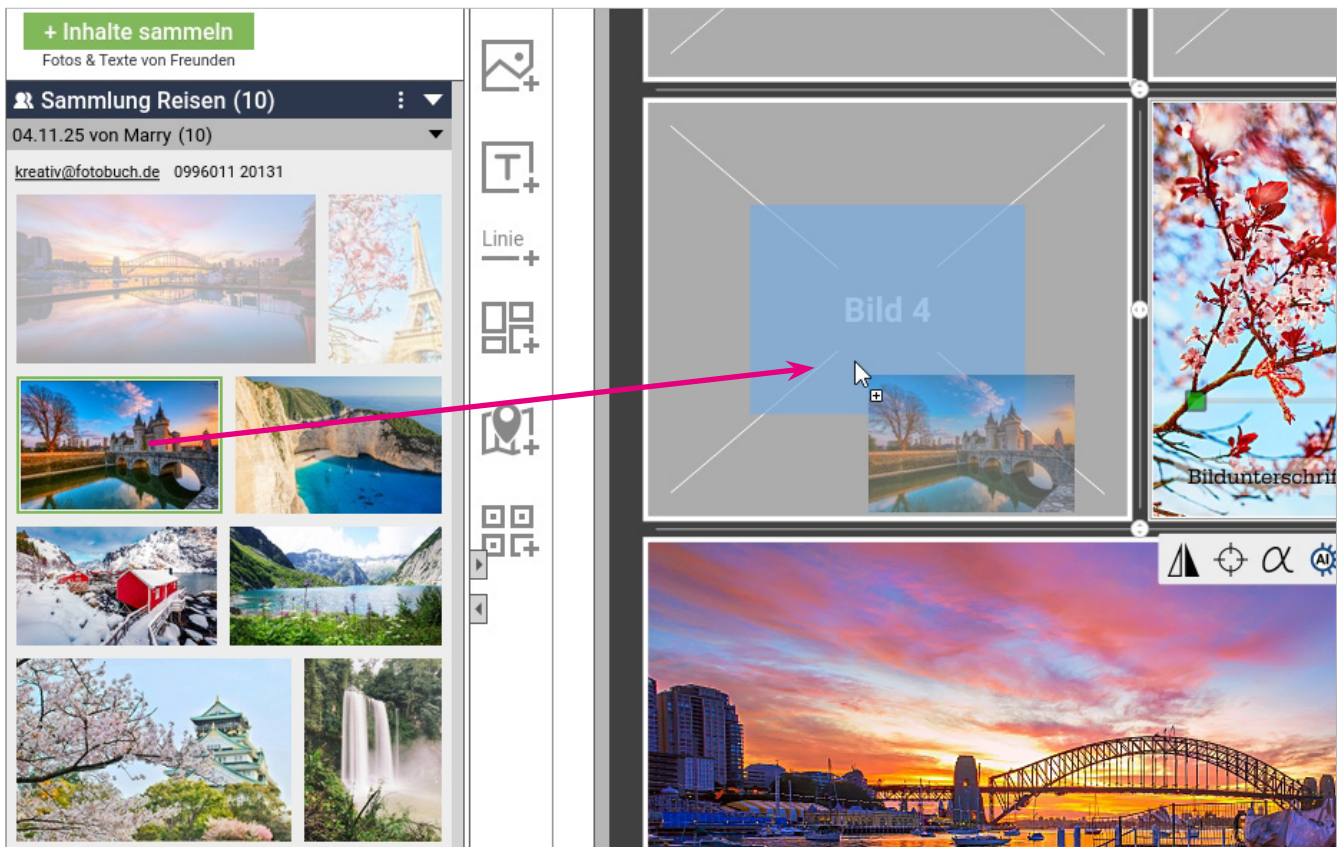 + Inhalte sammeln
Fotos & Texte von Freunden
Sammlung Reisen (10)
04.11.25 von Marry (10)
kreativ@fotobuch.de 0996011 20131
T
Linie
Bild 4
Bildunterschrif
α
AI